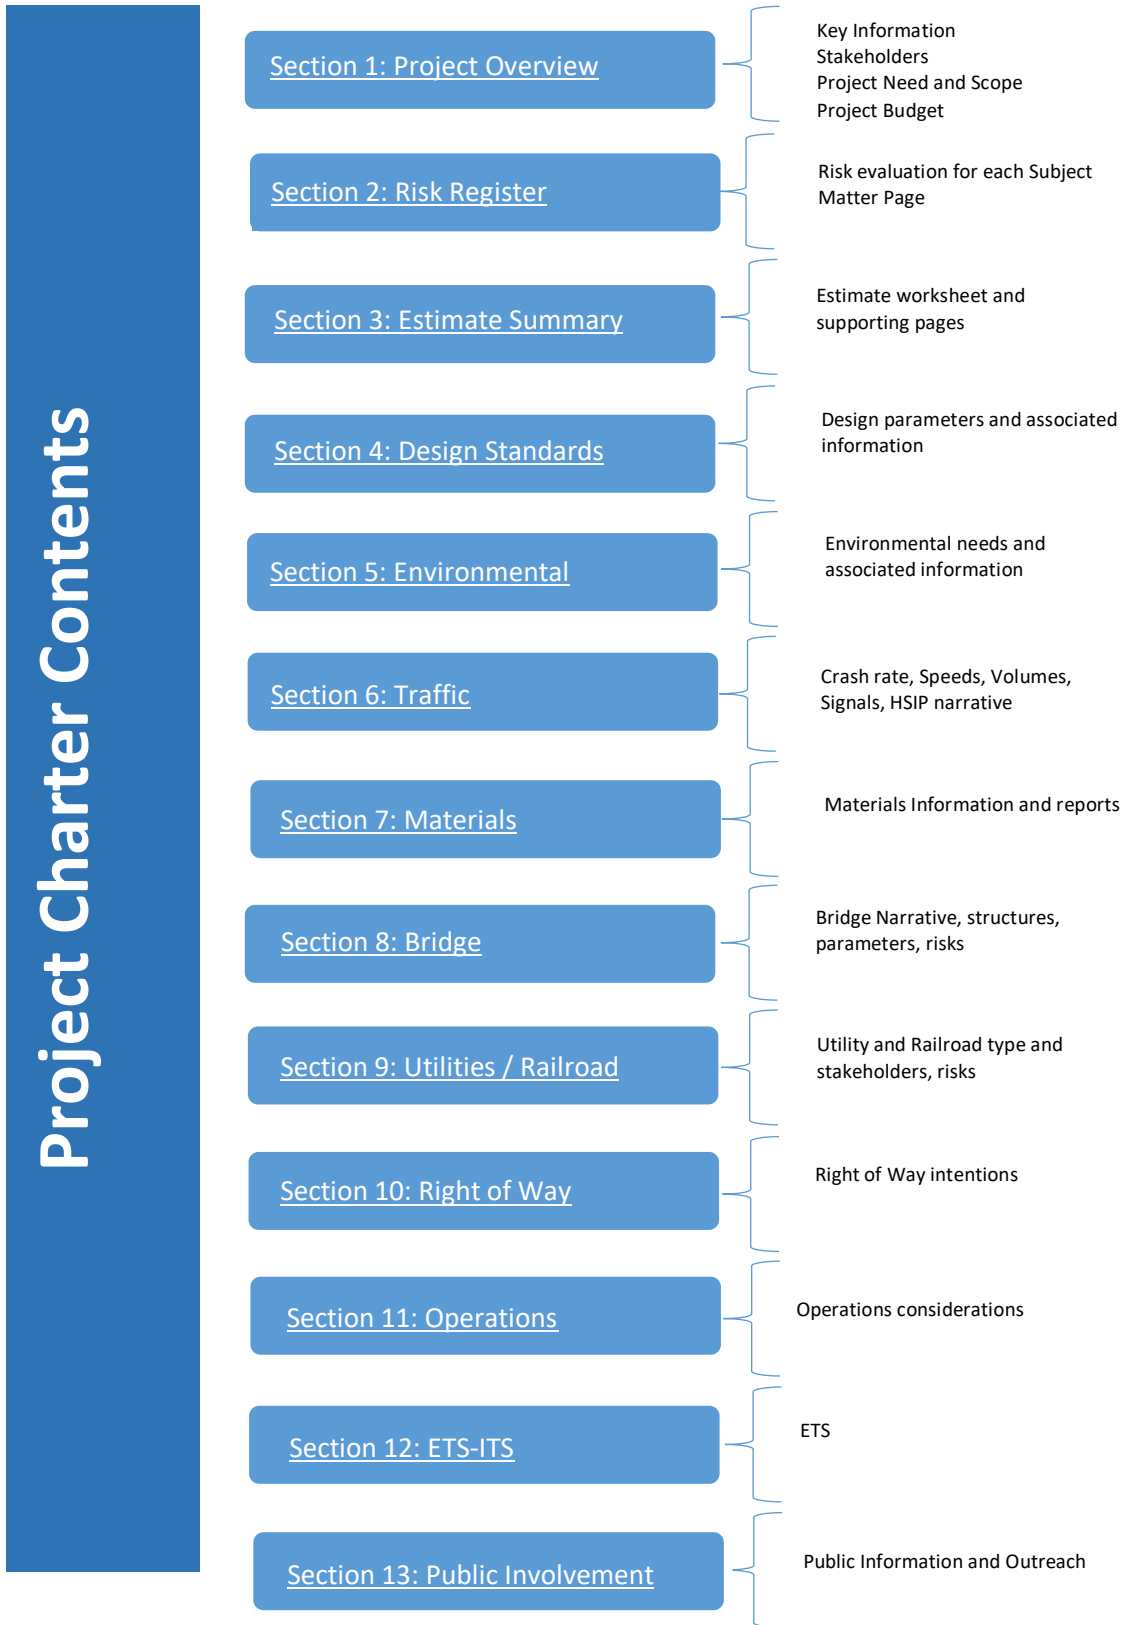 Project Charter Contents
Section 1: Project Overview
Key Information
Stakeholders
Project Need and Scope
Project Budget
Section 2: Risk Register
Risk evaluation for each Subject
Matter Page
Section 3: Estimate Summary
Estimate worksheet and
supporting pages
Section 4: Design Standards
Design parameters and associated
information
Section 5: Environmental
Environmental needs and
associated information
Section 6: Traffic
Crash rate, Speeds, Volumes,
Signals, HSIP narrative
Section 7: Materials
Materials Information and reports
Section 8: Bridge
Bridge Narrative, structures,
parameters, risks
Section 9: Utilities / Railroad
Utility and Railroad type and
stakeholders, risks
Section 10: Right of Way
Right of Way intentions
Section 11: Operations
Operations considerations
Section 12: ETS-ITS
ETS
Section 13: Public Involvement
Public Information and Outreach